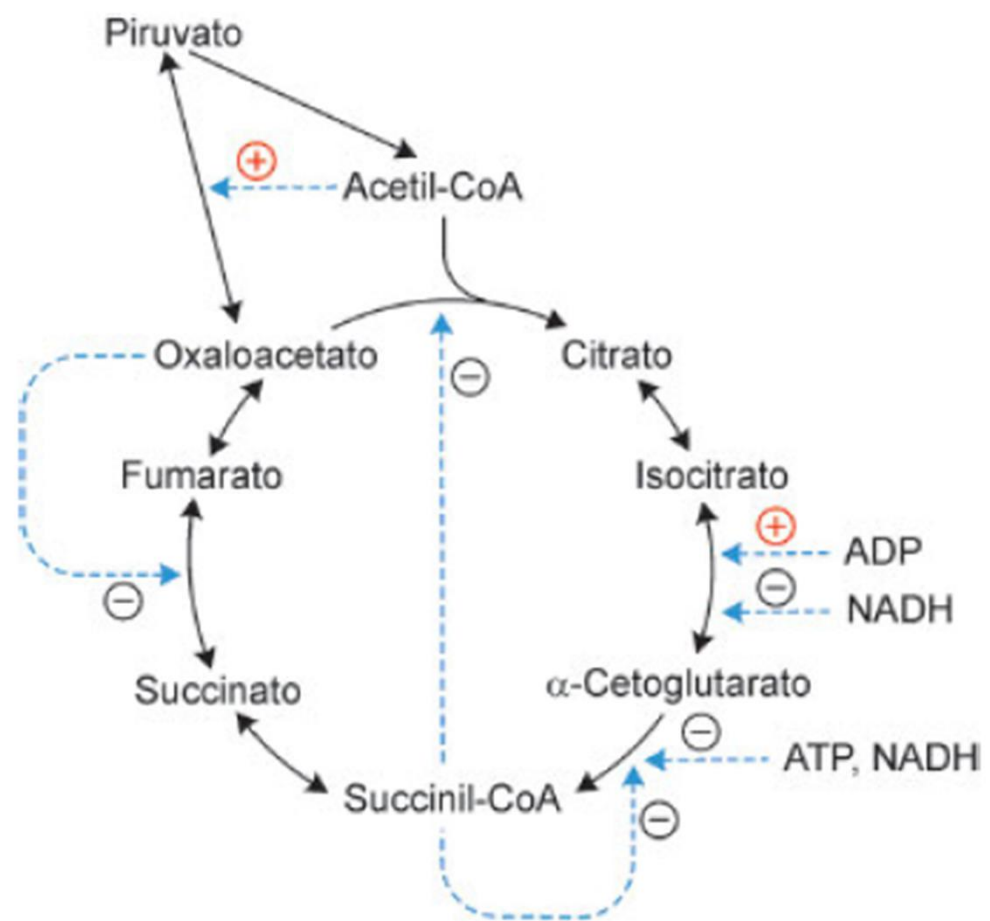 Piruvato
+
Acetil-CoA
Oxaloacetato
Citrato
−
Fumarato
Isocitrato
+
ADP
−
NADH
−
Succinato
α-Cetoglutarato
−
ATP, NADH
Succinil-CoA
−